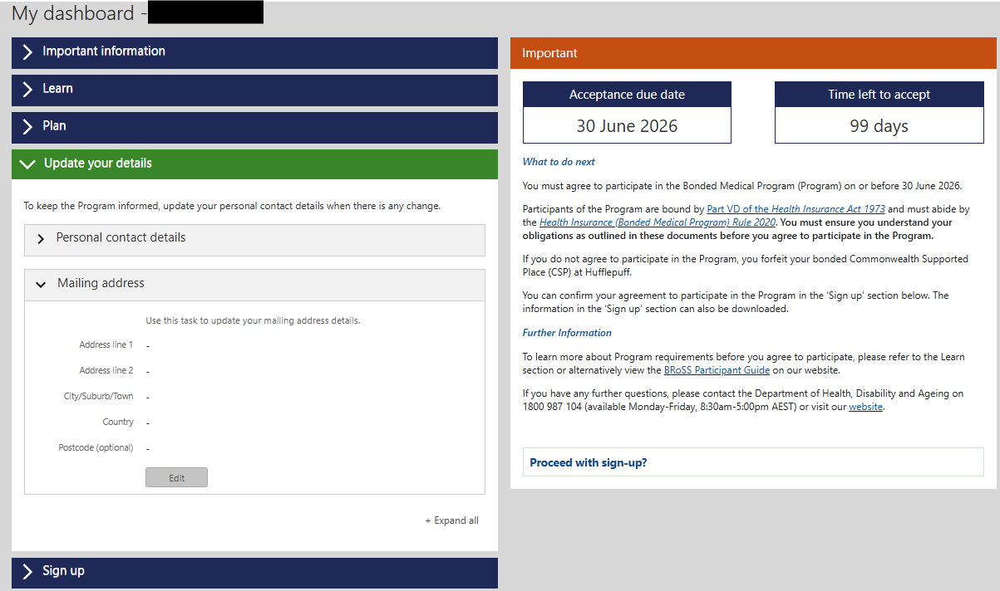 My dashboard -
Important information
Learn
Plan
Update your details
To keep the Program informed, update your personal contact details when there is any change.
Personal contact details
Mailing address
Use this task to update your mailing address details.
Address line 1 -
Address line 2 -
City/Suburb/Town -
Country -
Postcode (optional) -
Edit
+ Expand all
Sign up
Important
Acceptance due date
30 June 2026
Time left to accept
99 days
What to do next
You must agree to participate in the Bonded Medical Program (Program) on or before 30 June 2026.
Participants of the Program are bound by Part VD of the Health Insurance Act 1973 and must abide by
the Health Insurance (Bonded Medical Program) Rule 2020. You must ensure you understand your
obligations as outlined in these documents before you agree to participate in the Program.
If you do not agree to participate in the Program, you forfeit your bonded Commonwealth Supported
Place (CSP) at Hufflepuff.
You can confirm your agreement to participate in the Program in the ‘Sign up’ section below. The
information in the ‘Sign up’ section can also be downloaded.
Further Information
To learn more about Program requirements before you agree to participate, please refer to the Learn
section or alternatively view the BRoSS Participant Guide on our website.
If you have any further questions, please contact the Department of Health, Disability and Ageing on
1800 987 104 (available Monday-Friday, 8:30am-5:00pm AEST) or visit our website.
Proceed with sign-up?